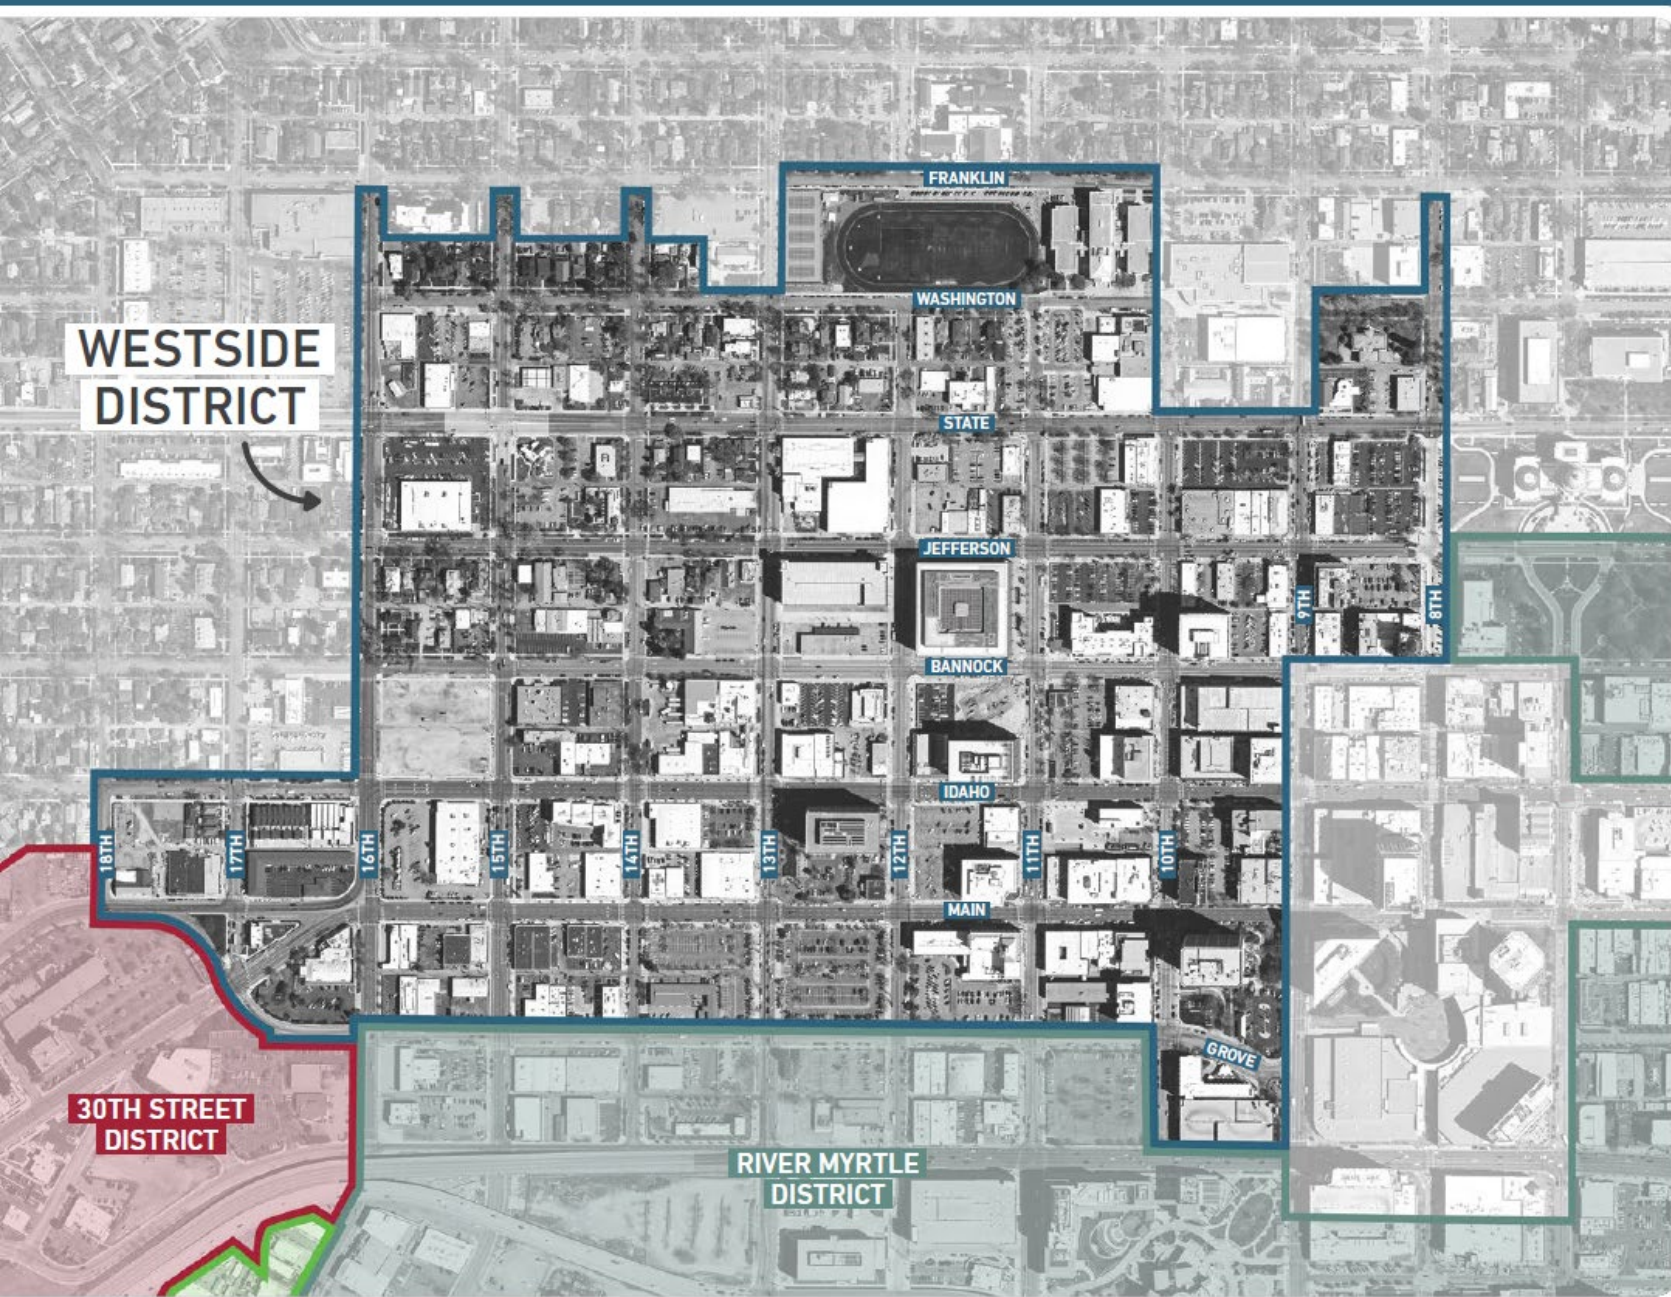 FRANKLIN
WASHINGTON
WESTSIDE
DISTRICT
STATE
JEFFERSON
9TH
8TH
BANNOCK
IDAHO
18TH
17TH
16TH
15TH
14TH
13TH
12TH
11TH
10TH
MAIN
GROVE
30TH STREET
DISTRICT
RIVER MYRTLE
DISTRICT